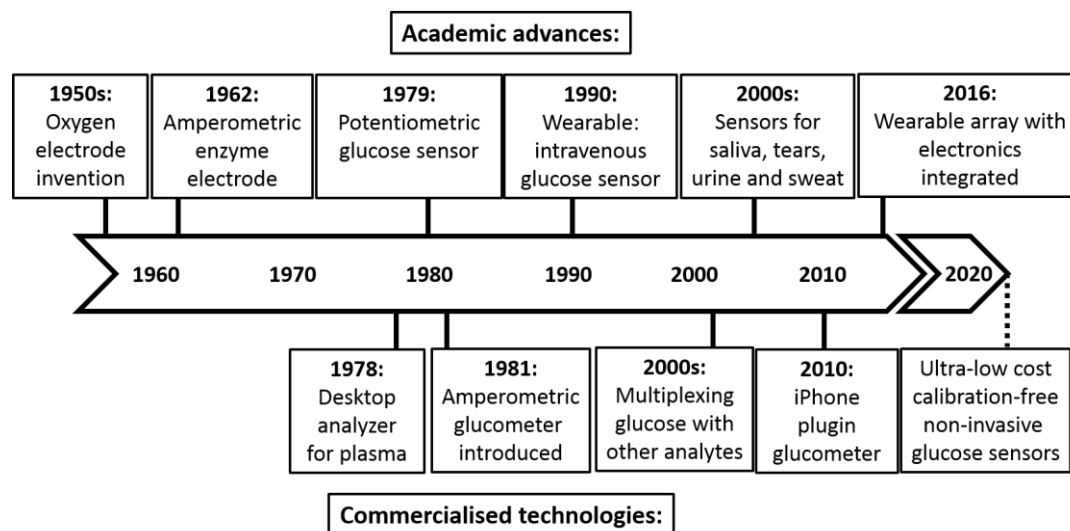 Academic advances:
1950s:
Oxygen
electrode
invention
1962:
Amperometric
enzyme
electrode
1979:
Potentiometric
glucose sensor
1990:
Wearable:
intravenous
glucose sensor
2000s:
Sensors for
saliva, tears,
urine and sweat
2016:
Wearable array with
electronics
integrated
1960
1970
1980
1990
2000
2010
2020
1978:
Desktop
analyzer
for plasma
1981:
Amperometric
glucometer
introduced
2000s:
Multiplexing
glucose with
other analytes
2010:
iPhone
plugin
glucometer
Ultra-low cost
calibration-free
non-invasive
glucose sensors
Commercialised technologies: